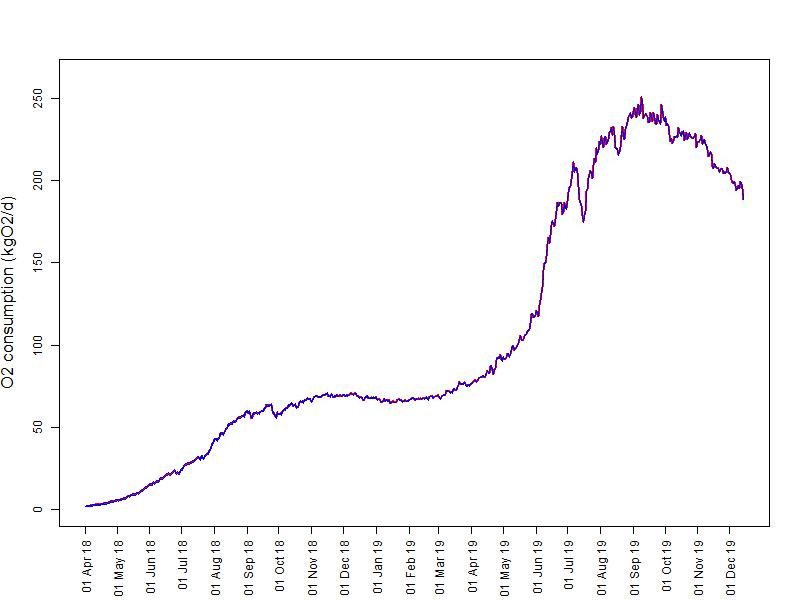 O2 consumption (kgO2/d)
250
200
150
100
50
0
01 Apr 18
01 May 18
01 Jun 18
01 Jul 18
01 Aug 18
01 Sep 18
01 Oct 18
01 Nov 18
01 Dec 18
01 Jan 19
01 Feb 19
01 Mar 19
01 Apr 19
01 May 19
01 Jun 19
01 Jul 19
01 Aug 19
01 Sep 19
01 Oct 19
01 Nov 19
01 Dec 19